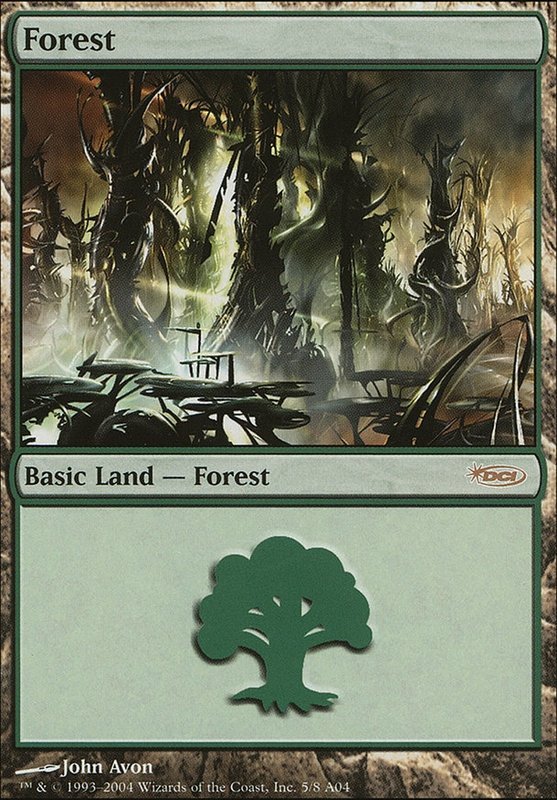 Forest
Basic Land — Forest
DCI
John Avon
™ & © 1993–2004 Wizards of the Coast, Inc. 5/8 A04